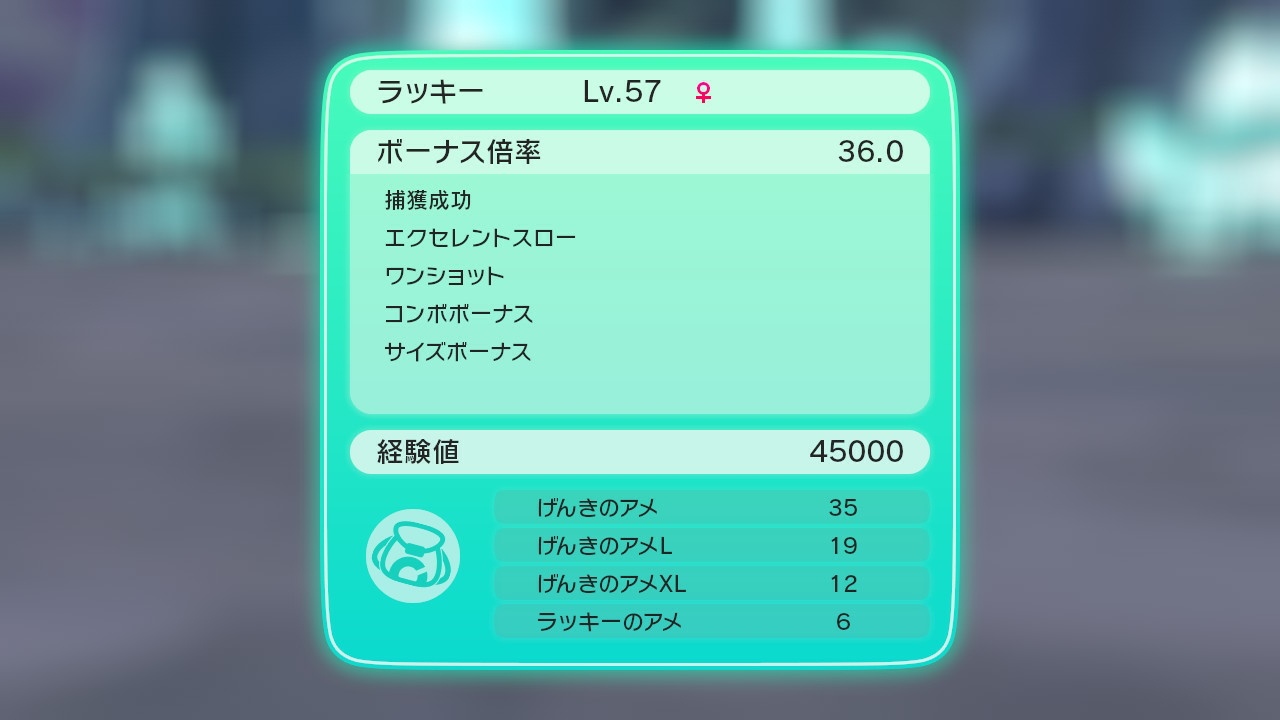 ラッキー Lv.57 ♀
ボーナス倍率 36.0
捕獲成功
エクセレントスロー
ワンショット
コンボボーナス
サイズボーナス
経験値 45000
げんきのアメ 35
げんきのアメL 19
げんきのアメXL 12
ラッキーのアメ 6